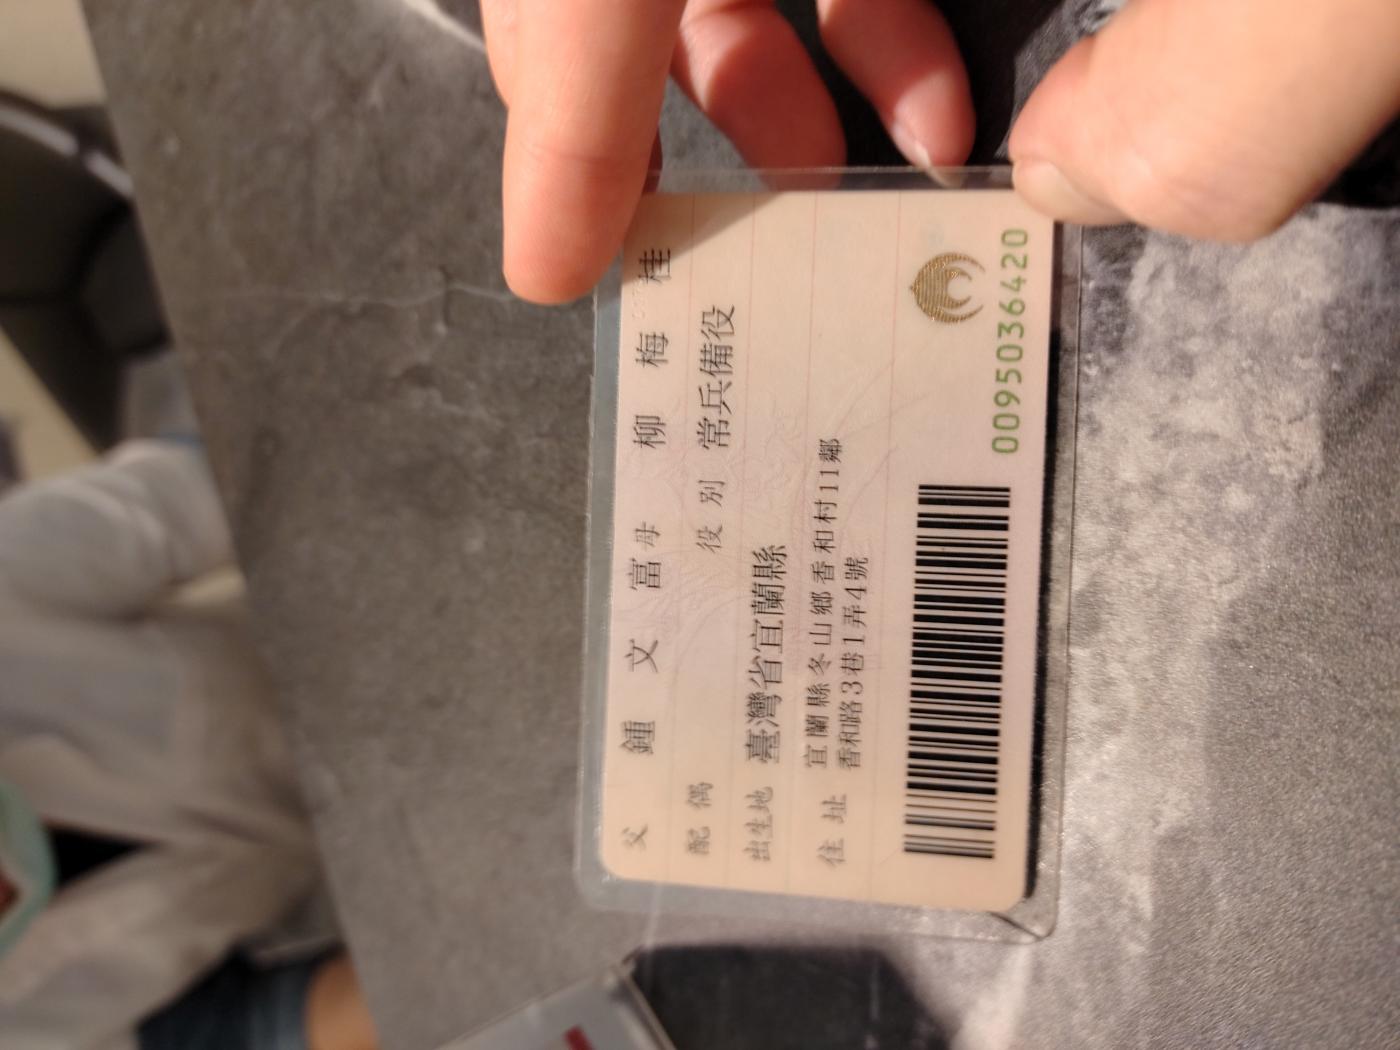 父 鍾文富 母 柳梅桂
配偶 役別 常兵備役
出生地 臺灣省宜蘭縣
住址 宜蘭縣冬山鄉香和村11鄰
香和路3巷1弄4號
0095036420